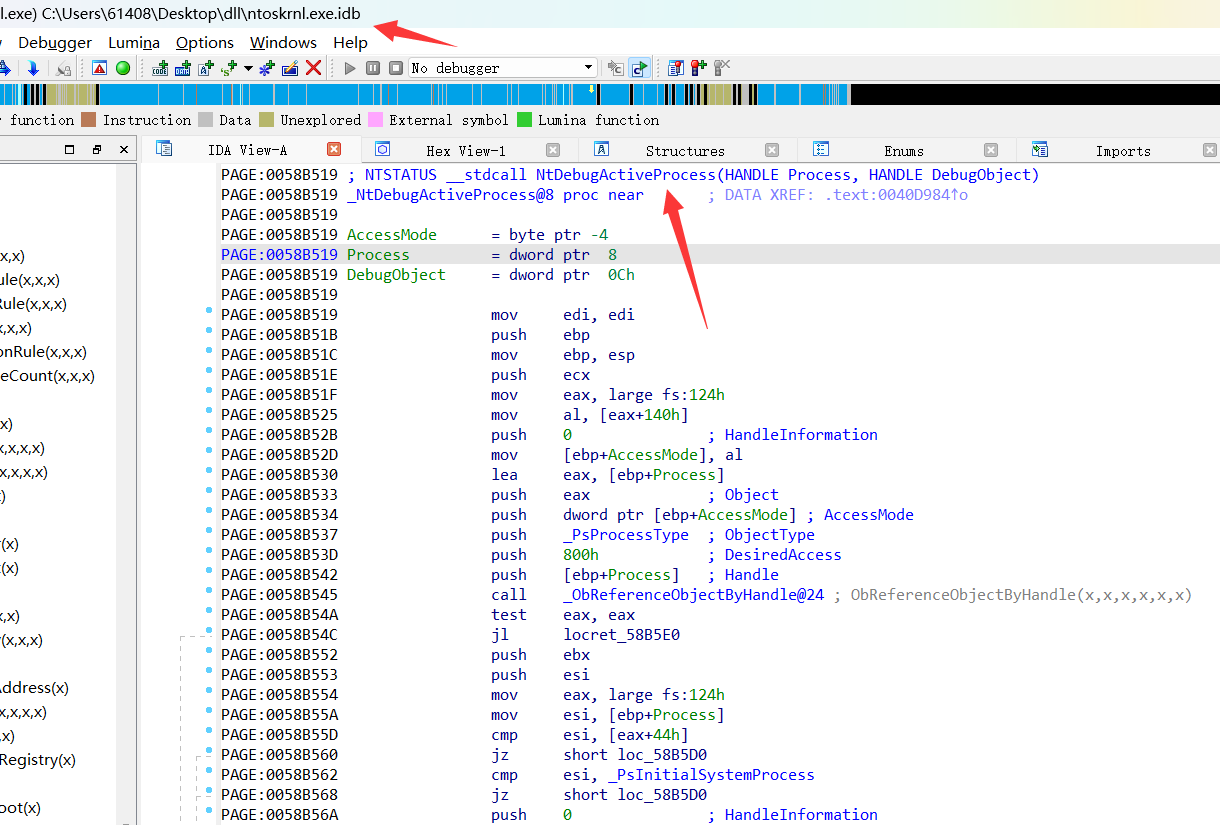 l.exe) C:\Users\61408\Desktop\dll\ntoskrnl.exe.idb
Debugger Lumina Options Windows Help
No debugger
function Instruction Data Unexplored External symbol Lumina function
IDA View-A Hex View-1 Structures Enums Imports
PAGE:0058B519 ; NTSTATUS __stdcall NtDebugActiveProcess(HANDLE Process, HANDLE DebugObject)
PAGE:0058B519 _NtDebugActiveProcess@8 proc near ; DATA XREF: .text:0040D984↑o
PAGE:0058B519
PAGE:0058B519 AccessMode = byte ptr -4
x,x) PAGE:0058B519 Process = dword ptr 8
ule(x,x,x) PAGE:0058B519 DebugObject = dword ptr 0Ch
Rule(x,x,x) PAGE:0058B519
PAGE:0058B519 mov edi, edi
x,x,x) PAGE:0058B51B push ebp
onRule(x,x,x) PAGE:0058B51C mov ebp, esp
eCount(x,x,x) PAGE:0058B51E push ecx
PAGE:0058B51F mov eax, large fs:124h
x) PAGE:0058B525 mov al, [eax+140h]
PAGE:0058B52B push 0 ; HandleInformation
x,x,x,x) PAGE:0058B52D mov [ebp+AccessMode], al
x,x,x,x) PAGE:0058B530 lea eax, [ebp+Process]
) PAGE:0058B533 push eax ; Object
PAGE:0058B534 push dword ptr [ebp+AccessMode] ; AccessMode
PAGE:0058B537 push _PsProcessType ; ObjectType
r(x) PAGE:0058B53D push 800h ; DesiredAccess
(x) PAGE:0058B542 push [ebp+Process] ; Handle
PAGE:0058B545 call _ObReferenceObjectByHandle@24 ; ObReferenceObjectByHandle(x,x,x,x,x,x)
x,x) PAGE:0058B54A test eax, eax
(x,x,x) PAGE:0058B54C jl locret_58B5E0
PAGE:0058B552 push ebx
PAGE:0058B553 push esi
Address(x) PAGE:0058B554 mov eax, large fs:124h
x,x,x,x) PAGE:0058B55A mov esi, [ebp+Process]
,x) PAGE:0058B55D cmp esi, [eax+44h]
Registry(x) PAGE:0058B560 jz short loc_58B5D0
PAGE:0058B562 cmp esi, _PsInitialSystemProcess
oot(x) PAGE:0058B568 jz short loc_58B5D0
PAGE:0058B56A push 0 ; HandleInformation